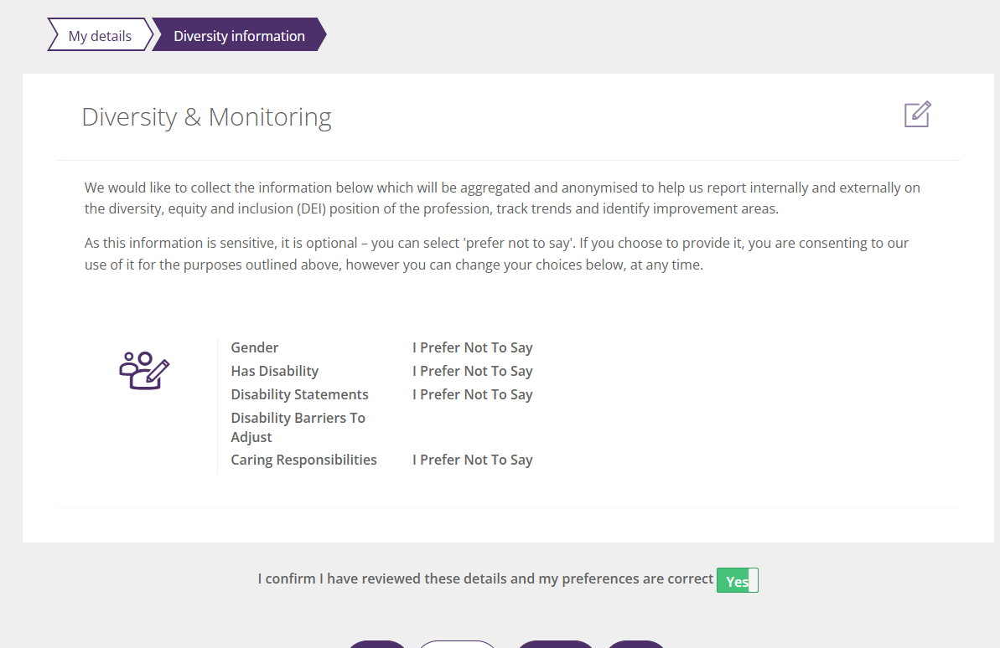 My details
Diversity information
Diversity & Monitoring
We would like to collect the information below which will be aggregated and anonymised to help us report internally and externally on
the diversity, equity and inclusion (DEI) position of the profession, track trends and identify improvement areas.
As this information is sensitive, it is optional – you can select 'prefer not to say'. If you choose to provide it, you are consenting to our
use of it for the purposes outlined above, however you can change your choices below, at any time.
Gender I Prefer Not To Say
Has Disability I Prefer Not To Say
Disability Statements I Prefer Not To Say
Disability Barriers To
Adjust
Caring Responsibilities I Prefer Not To Say
I confirm I have reviewed these details and my preferences are correct Yes